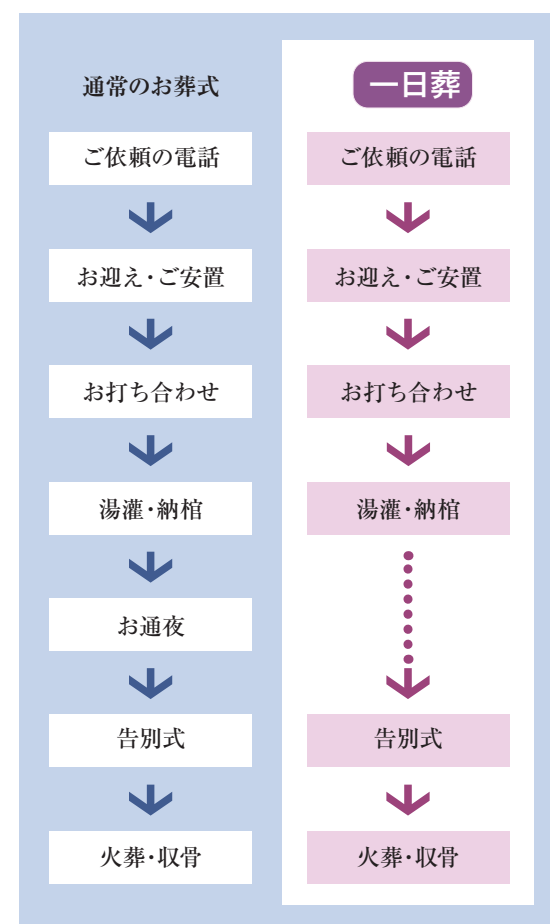 通常のお葬式
ご依頼の電話
お迎え・ご安置
お打ち合わせ
湯灌・納棺
お通夜
告別式
火葬・収骨
一日葬
ご依頼の電話
お迎え・ご安置
お打ち合わせ
湯灌・納棺
告別式
火葬・収骨